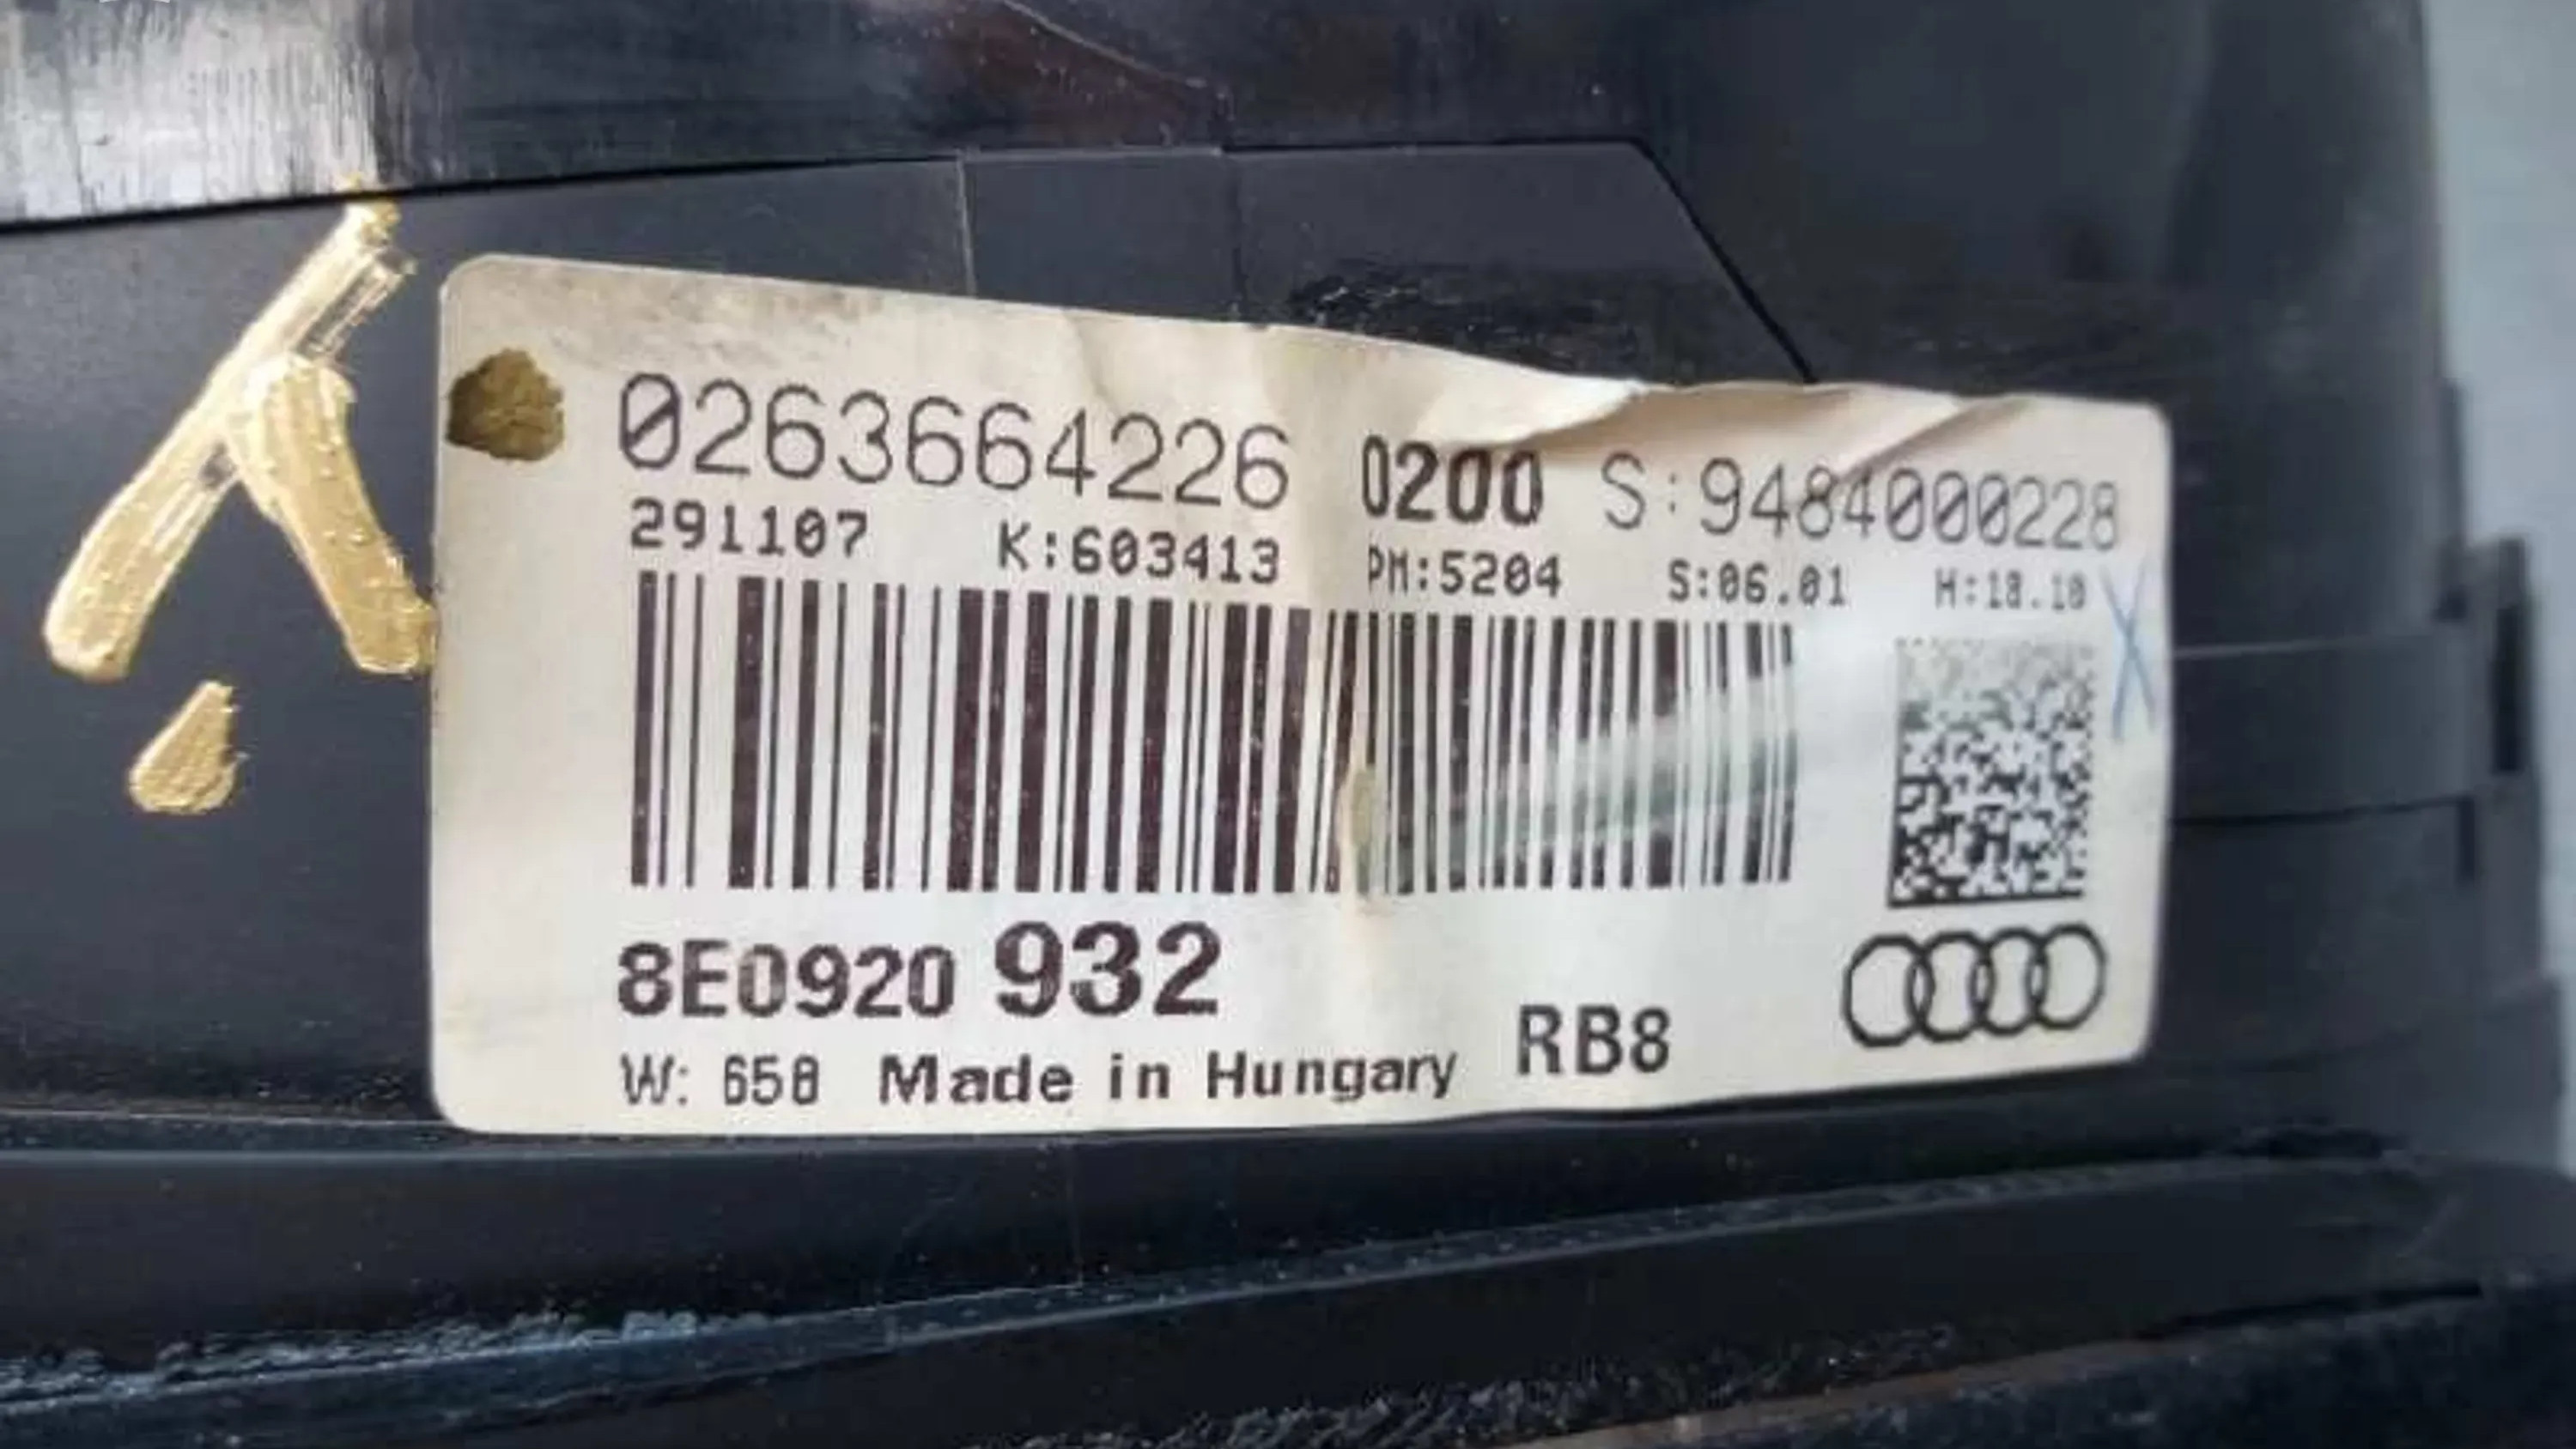 0263664226 0200 S:9484000228
291107 K:603413 PM:5204 S:06.01 H:18.10
8E0920 932
W: 658 Made in Hungary RB8